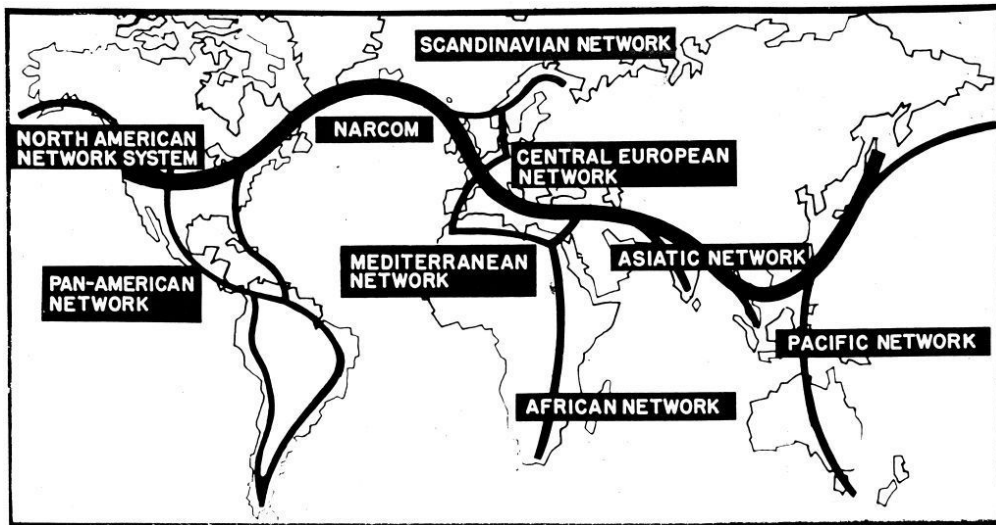 SCANDINAVIAN NETWORK
NARCOM
NORTH AMERICAN
NETWORK SYSTEM
CENTRAL EUROPEAN
NETWORK
MEDITERRANEAN
NETWORK
ASIATIC NETWORK
PAN-AMERICAN
NETWORK
PACIFIC NETWORK
AFRICAN NETWORK